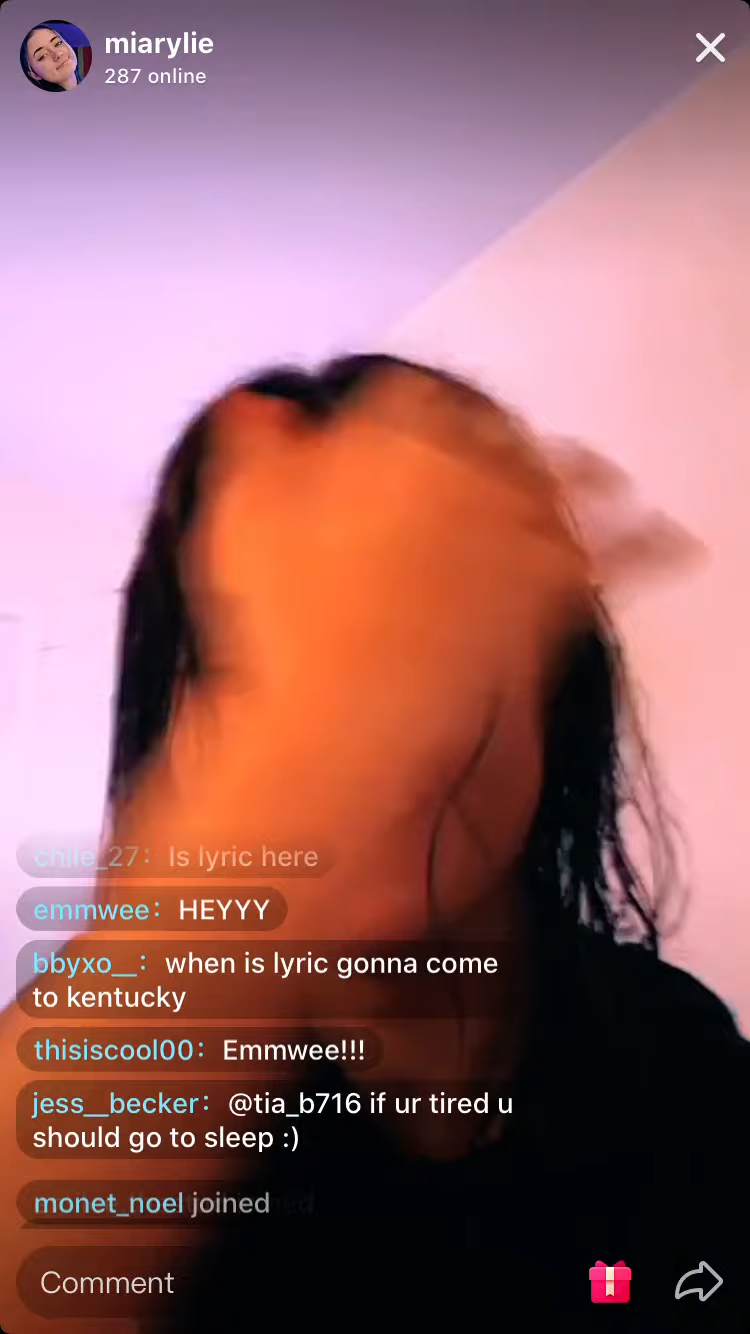 miarylie
287 online
chile_27: Is lyric here
emmwee: HEYYY
bbyxo__: when is lyric gonna come
to kentucky
thisiscool00: Emmwee!!!
jess__becker: @tia_b716 if ur tired u
should go to sleep :)
monet_noel joined
Comment